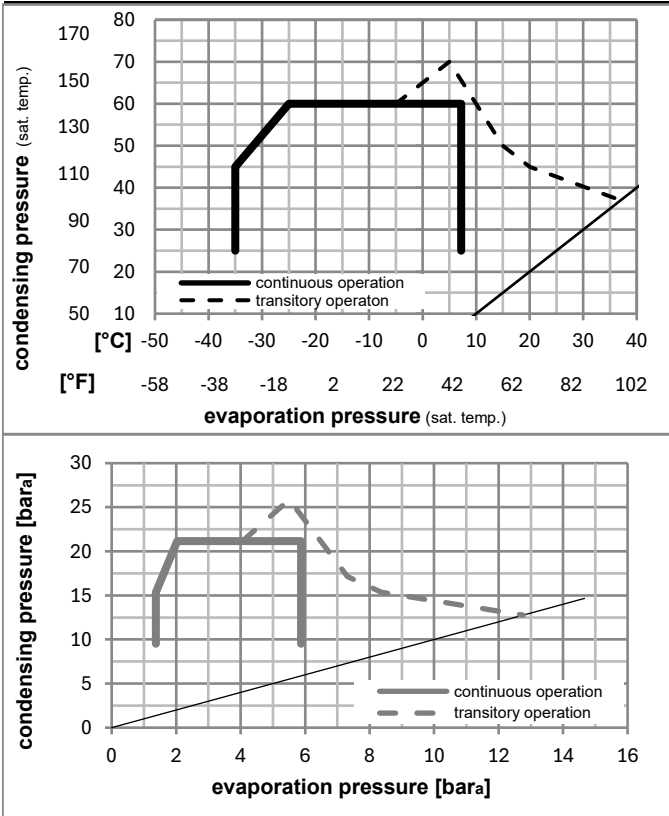 condensing pressure (sat. temp.)
170 80
70
150
60
130
50
110
40
90
30
70
20
50 10
continuous operation
transitory operaton
[°C] -50 -40 -30 -20 -10 0 10 20 30 40
[°F] -58 -38 -18 2 22 42 62 82 102
evaporation pressure (sat. temp.)
condensing pressure [bara]
30
25
20
15
10
5
0
continuous operation
transitory operation
0 2 4 6 8 10 12 14 16
evaporation pressure [bara]